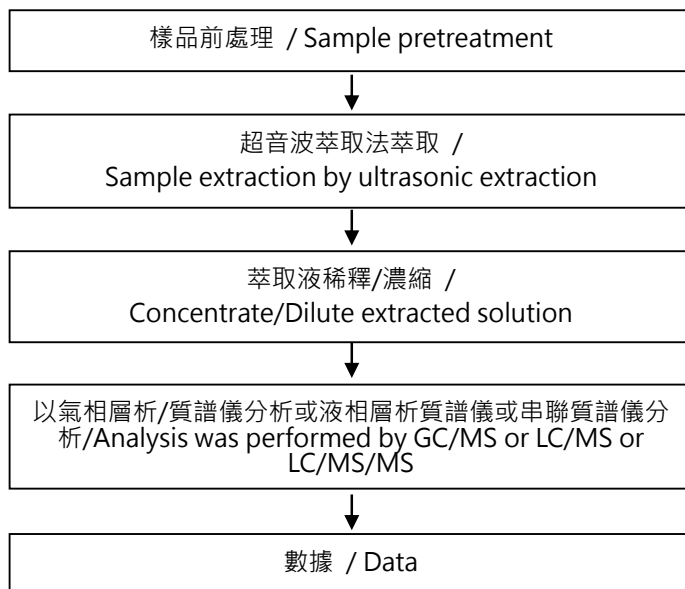 樣品前處理 / Sample pretreatment
超音波萃取法萃取 /
Sample extraction by ultrasonic extraction
萃取液稀釋/濃縮 /
Concentrate/Dilute extracted solution
以氣相層析/質譜儀分析或液相層析質譜儀或串聯質譜儀分
析/Analysis was performed by GC/MS or LC/MS or
LC/MS/MS
數據 / Data